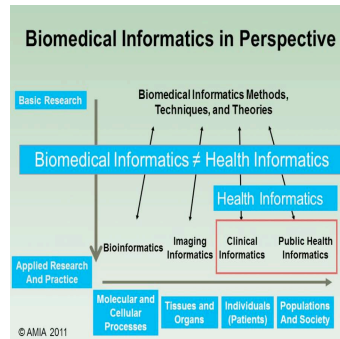 Biomedical Informatics in Perspective
Biomedical Informatics Methods,
Techniques, and Theories
Basic Research
Biomedical Informatics ≠ Health Informatics
Health Informatics
Bioinformatics
Imaging
Informatics
Clinical
Informatics
Public Health
Informatics
Applied Research
And Practice
Molecular and
Cellular
Processes
Tissues and
Organs
Individuals
(Patients)
Populations
And Society
© AMIA 2011